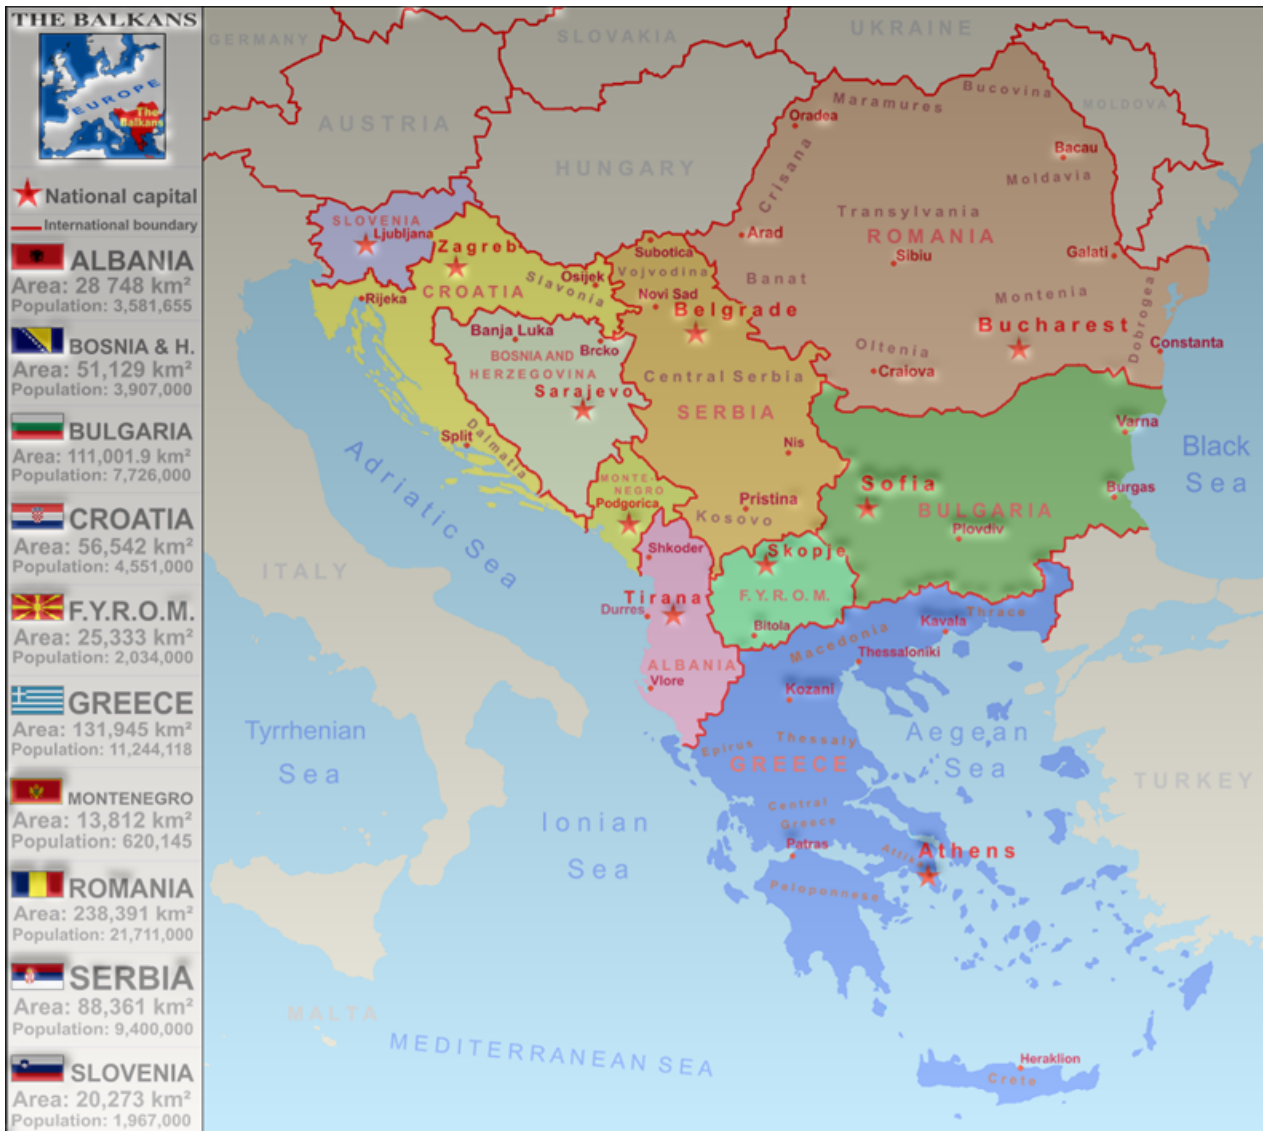 THE BALKANS
EUROPE
The
Balkans
National capital
International boundary
ALBANIA
Area: 28 748 km²
Population: 3,581,655
BOSNIA & H.
Area: 51,129 km²
Population: 3,907,000
BULGARIA
Area: 111,001.9 km²
Population: 7,726,000
CROATIA
Area: 56,542 km²
Population: 4,551,000
F.Y.R.O.M.
Area: 25,333 km²
Population: 2,034,000
GREECE
Area: 131,945 km²
Population: 11,244,118
MONTENEGRO
Area: 13,812 km²
Population: 620,145
ROMANIA
Area: 238,391 km²
Population: 21,711,000
SERBIA
Area: 88,361 km²
Population: 9,400,000
SLOVENIA
Area: 20,273 km²
Population: 1,967,000
GERMANY
SLOVAKIA
UKRAINE
AUSTRIA
HUNGARY
MOLDOVA
Bucovina
Maramures
Oradea
Crisana
Bacau
Moldavia
Transylvania
ROMANIA
Arad
Sibiu
Galati
Banat
Montenia
Bucharest
Dobrogea
Constanta
Oltenia
Craiova
SLOVENIA
Ljubljana
Zagreb
CROATIA
Rijeka
Osijek
Slavonia
Subotica
Vojvodina
Novi Sad
Belgrade
Banja Luka
Brcko
BOSNIA AND
HERZEGOVINA
Sarajevo
Central Serbia
SERBIA
Split
Dalmatia
Nis
Varna
Black
Sea
Adriatic Sea
MONTE-
NEGRO
Podgorica
Pristina
Kosovo
Sofia
BULGARIA
Burgas
Plovdiv
ITALY
Shkoder
Skopje
Tirana
Durres
F.Y.R.O.M.
Bitola
Macedonia
Kavala
Thrace
Thessaloniki
ALBANIA
Vlore
Kozani
Tyrrhenian
Sea
Epirus
Thessaly
GREECE
Aegean
Sea
TURKEY
Ionian
Sea
Central
Greece
Patras
Attika
Athens
Peloponnese
MALTA
MEDITERRANEAN SEA
Heraklion
Crete